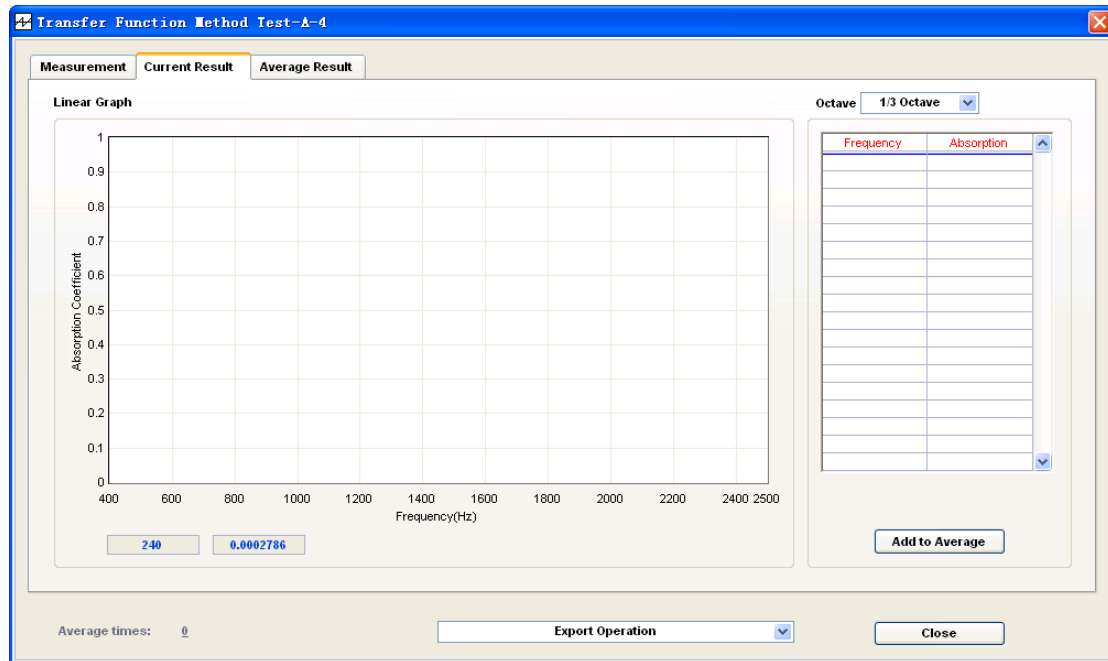 Transfer Function Method Test-A-4
Measurement Current Result Average Result
Linear Graph
Octave 1/3 Octave
1
0.9
0.8
0.7
0.6
0.5
0.4
0.3
0.2
0.1
0
Absorption Coefficient
400 600 800 1000 1200 1400 1600 1800 2000 2200 2400 2500
Frequency(Hz)
240 0.0002786
Frequency Absorption
Add to Average
Average times: 0
Export Operation
Close